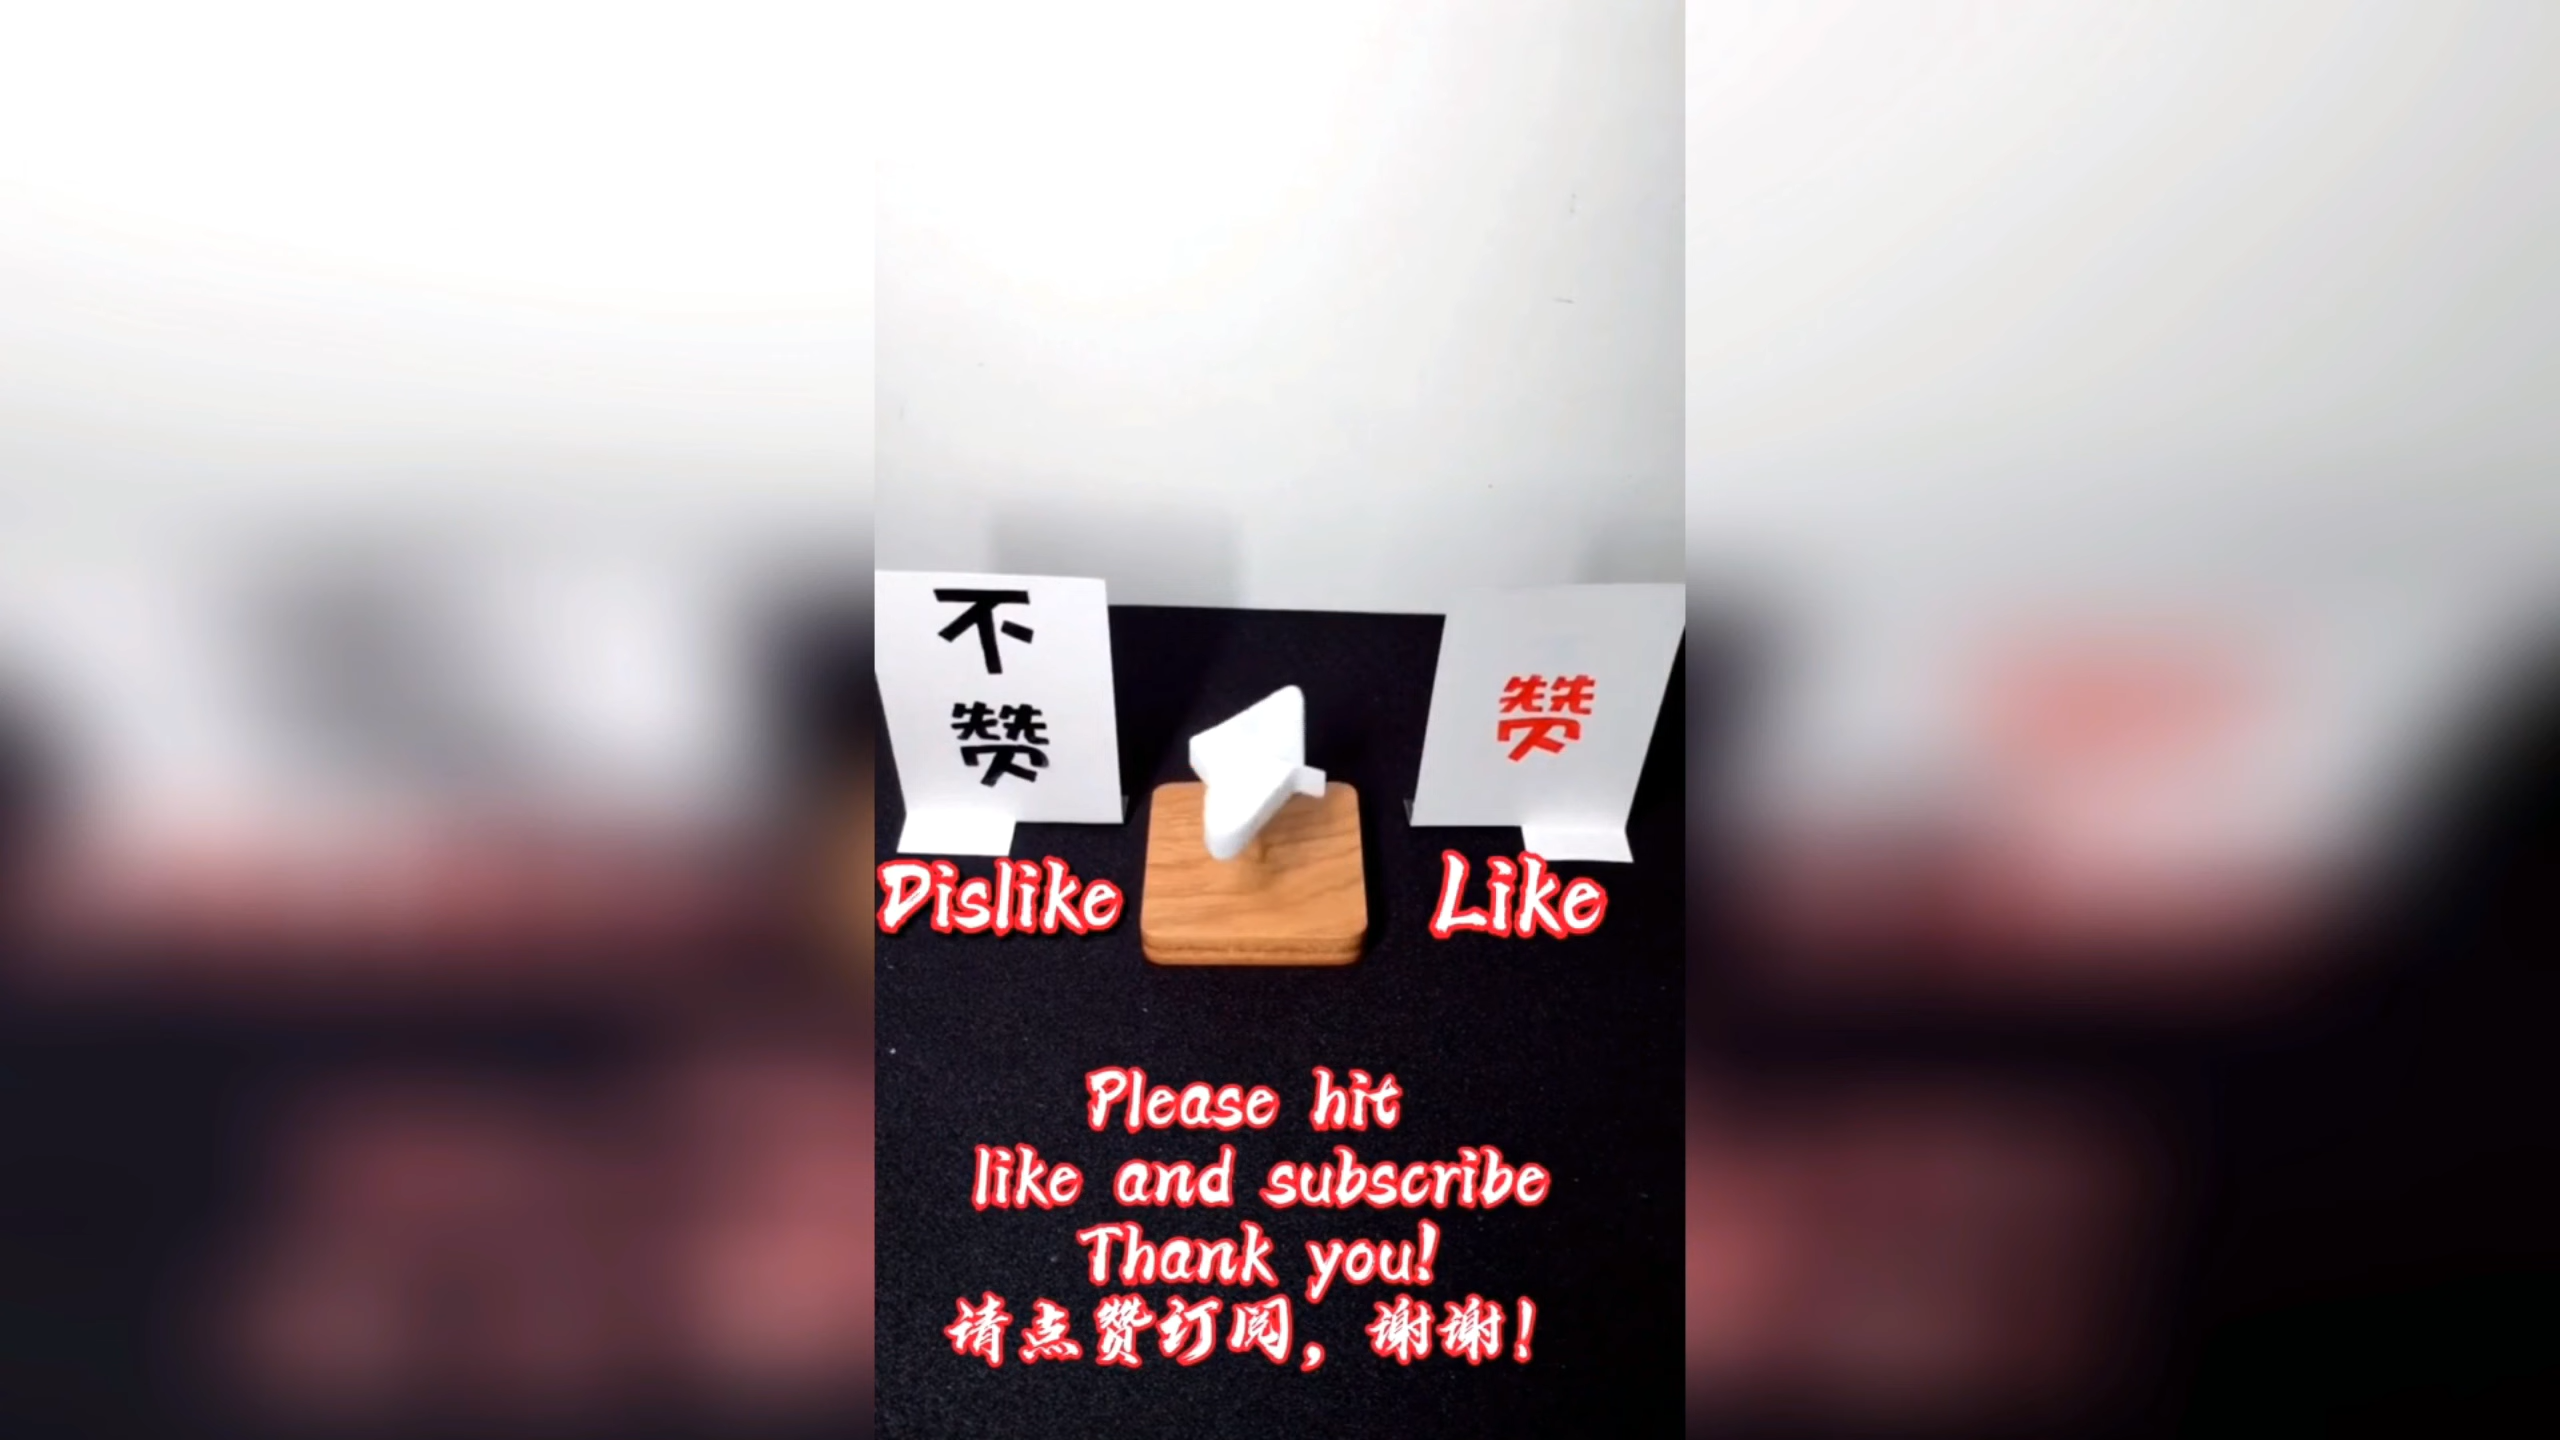 不
赞
赞
Dislike
Like
Please hit
like and subscribe
Thank you!
请点赞订阅，谢谢！